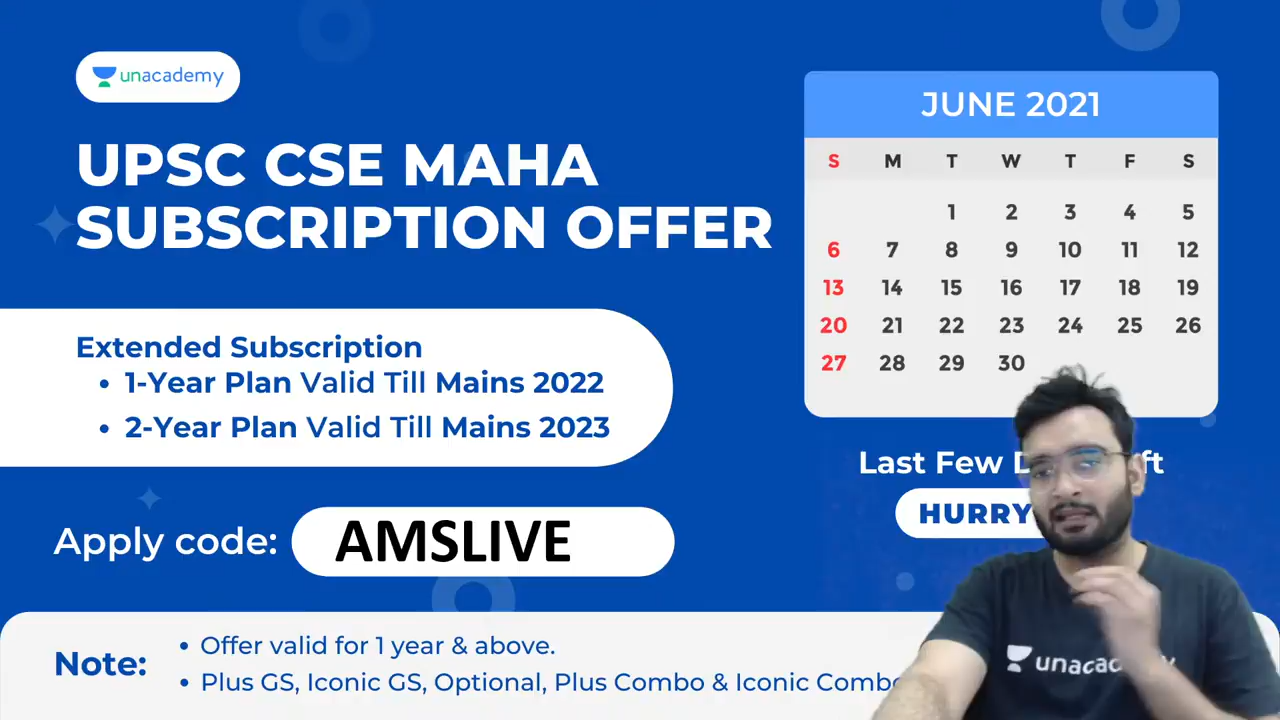 unacademy
UPSC CSE MAHA
SUBSCRIPTION OFFER
Extended Subscription
• 1-Year Plan Valid Till Mains 2022
• 2-Year Plan Valid Till Mains 2023
Apply code: AMSLIVE
Note:
• Offer valid for 1 year & above.
• Plus GS, Iconic GS, Optional, Plus Combo & Iconic Combo
JUNE 2021
S M T W T F S
1 2 3 4 5
6 7 8 9 10 11 12
13 14 15 16 17 18 19
20 21 22 23 24 25 26
27 28 29 30
Last Few
HURRY
unacademy